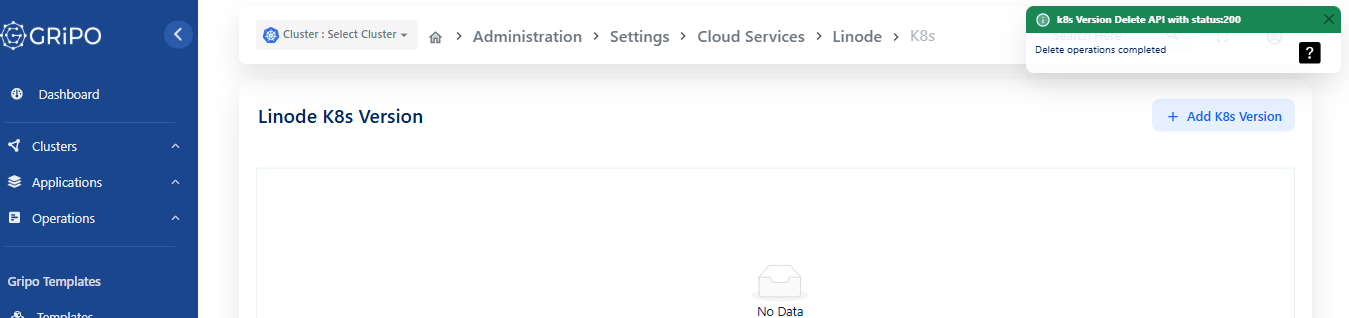 GRiPO
Dashboard
Clusters
Applications
Operations
Gripo Templates
Templates
Cluster : Select Cluster
Administration > Settings > Cloud Services > Linode > K8s
k8s Version Delete API with status:200
Delete operations completed
?
Search Here
Linode K8s Version
+ Add K8s Version
No Data